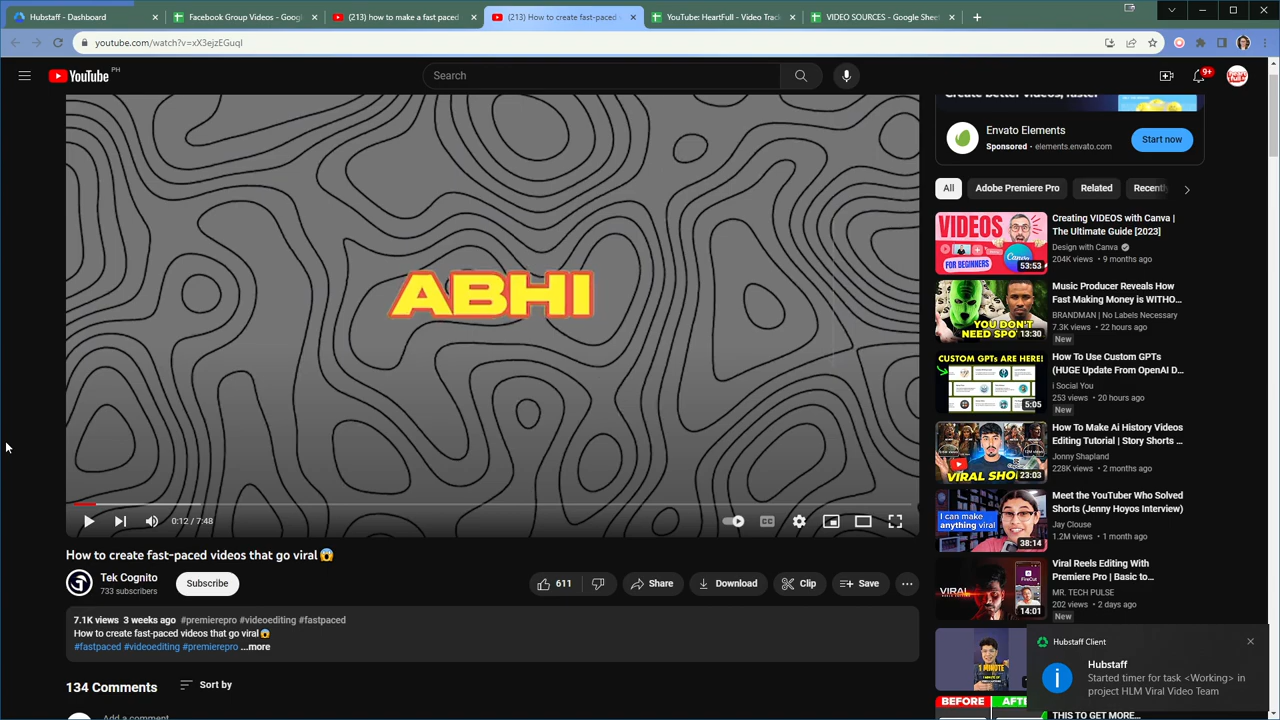 Hubstaff - Dashboard
Facebook Group Videos - Googl
(213) how to make a fast paced
(213) How to create fast-paced
YouTube: HeartFull - Video Track
VIDEO SOURCES - Google Sheet
youtube.com/watch?v=xX3ejzEGuqI
YouTube PH
Search
9+
Create better videos, faster
Envato Elements
Sponsored • elements.envato.com
Start now
All
Adobe Premiere Pro
Related
Recently
ABHI
VIDEOS
FOR BEGINNERS
Canva
53:53
Creating VIDEOS with Canva |
The Ultimate Guide [2023]
Design with Canva
204K views • 9 months ago
YOU DON'T
NEED SPO
13:30
Music Producer Reveals How
Fast Making Money is WITHO...
BRANDMAN | No Labels Necessary
7.3K views • 22 hours ago
New
CUSTOM GPTs ARE HERE!
5:05
How To Use Custom GPTs
(HUGE Update From OpenAI D...
i Social You
253 views • 20 hours ago
New
VIRAL SHO
23:03
How To Make Ai History Videos
Editing Tutorial | Story Shorts ...
Jonny Shapland
228K views • 2 months ago
I can make
anything viral
38:14
Meet the YouTuber Who Solved
Shorts (Jenny Hoyos Interview)
Jay Clouse
1.2M views • 1 month ago
FireCut
14:01
Viral Reels Editing With
Premiere Pro | Basic to...
MR. TECH PULSE
202 views • 2 days ago
New
0:12 / 7:48
CC
How to create fast-paced videos that go viral😱
Tek Cognito
733 subscribers
Subscribe
611
Share
Download
Clip
Save
7.1K views 3 weeks ago #premierepro #videoediting #fastpaced
How to create fast-paced videos that go viral😱
#fastpaced #videoediting #premierepro ...more
134 Comments
Sort by
Add a comment...
1 MINUTE
BEFORE
AFT
THIS TO GET MORE...
Hubstaff Client
Hubstaff
Started timer for task <Working> in
project HLM Viral Video Team